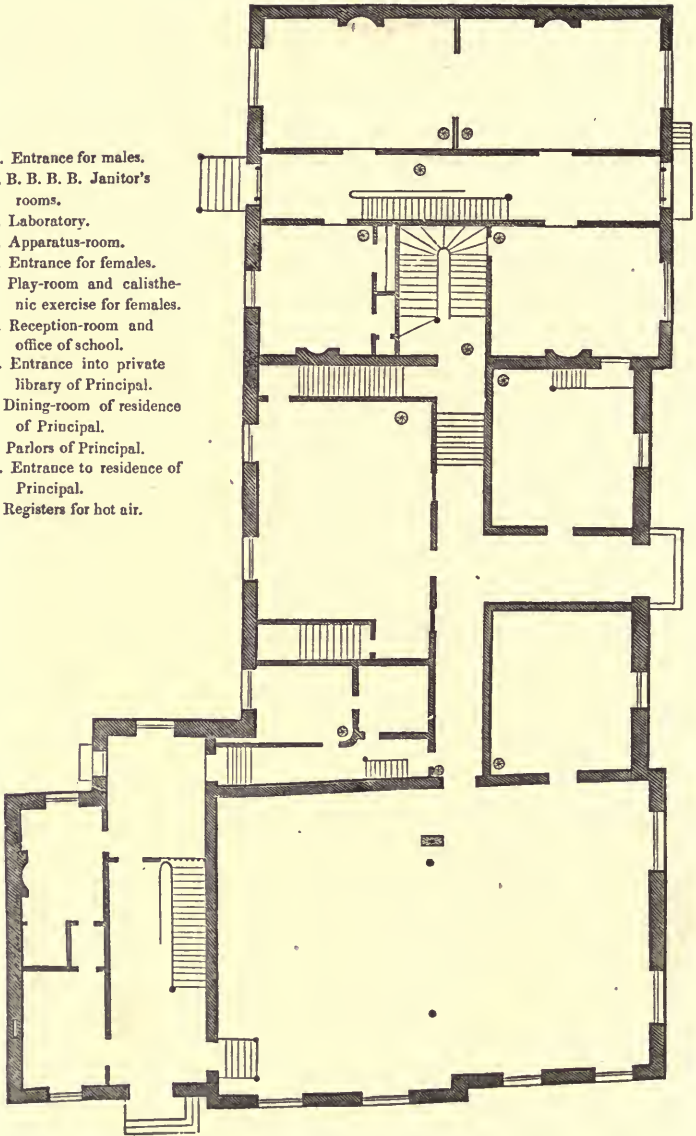 . Entrance for males.
. B. B. B. B. Janitor's
rooms.
Laboratory.
Apparatus-room.
Entrance for females.
Play-room and calisthe-
nic exercise for females.
Reception-room and
office of school.
. Entrance into private
library of Principal.
Dining-room of residence
of Principal.
Parlors of Principal.
. Entrance to residence of
Principal.
Registers for hot air.